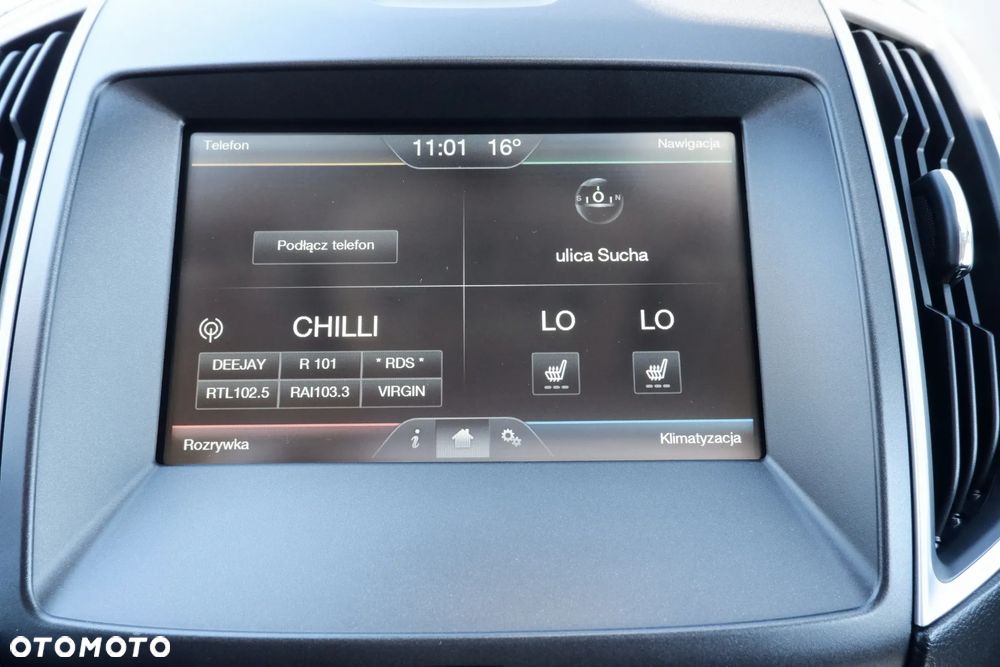 Telefon
11:01 16°
Nawigacja
S N
Podłącz telefon
ulica Sucha
CHILLI
DEEJAY R 101 * RDS *
RTL102.5 RAI103.3 VIRGIN
LO LO
Rozrywka
i
Klimatyzacja
OTOMOTO